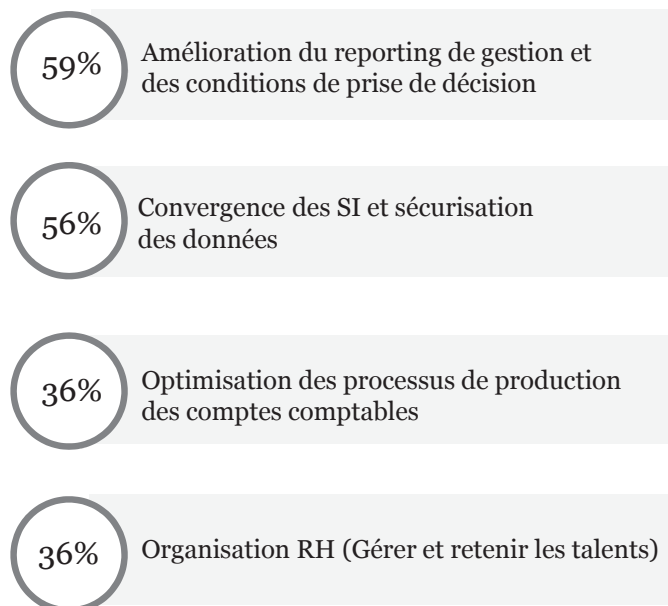 59%
Amélioration du reporting de gestion et
des conditions de prise de décision
56%
Convergence des SI et sécurisation
des données
36%
Optimisation des processus de production
des comptes comptables
36%
Organisation RH (Gérer et retenir les talents)